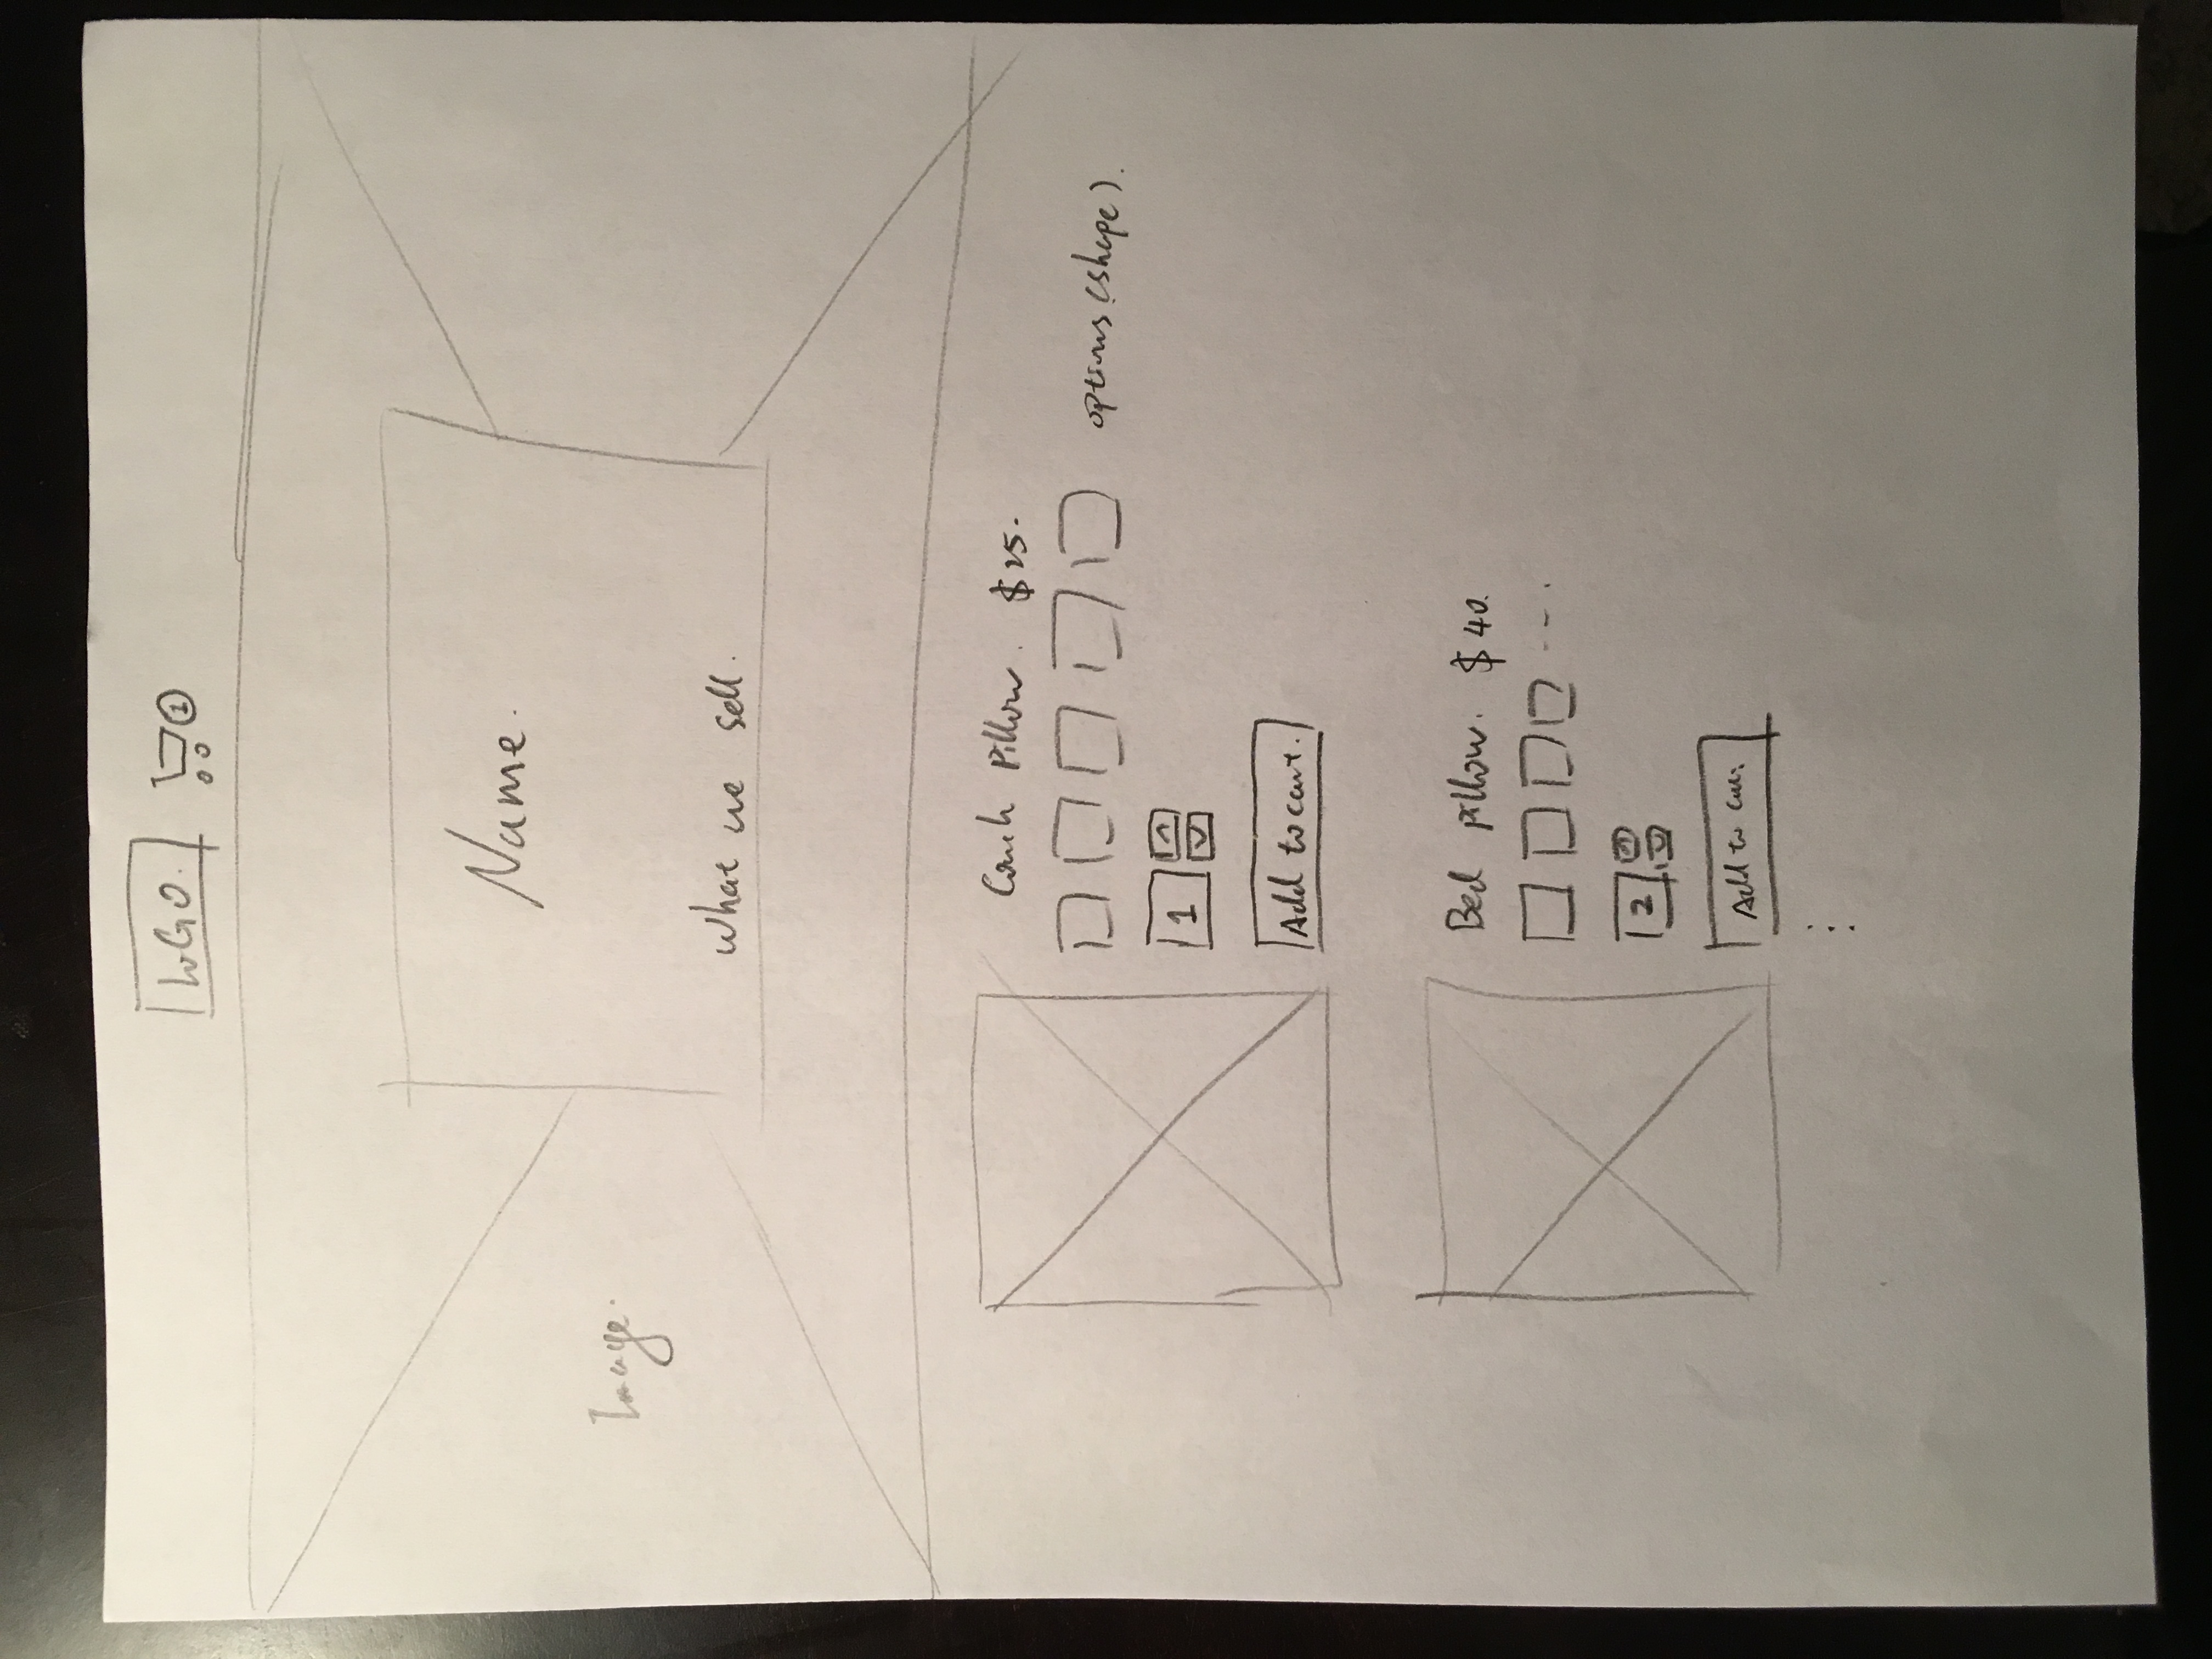 LOGO. 1
Name.
Image.
what we sell.
Couch Pillow. $25.
options (shape).
1
Add to cart.
Bed pillow. $40.
2
Add to car.